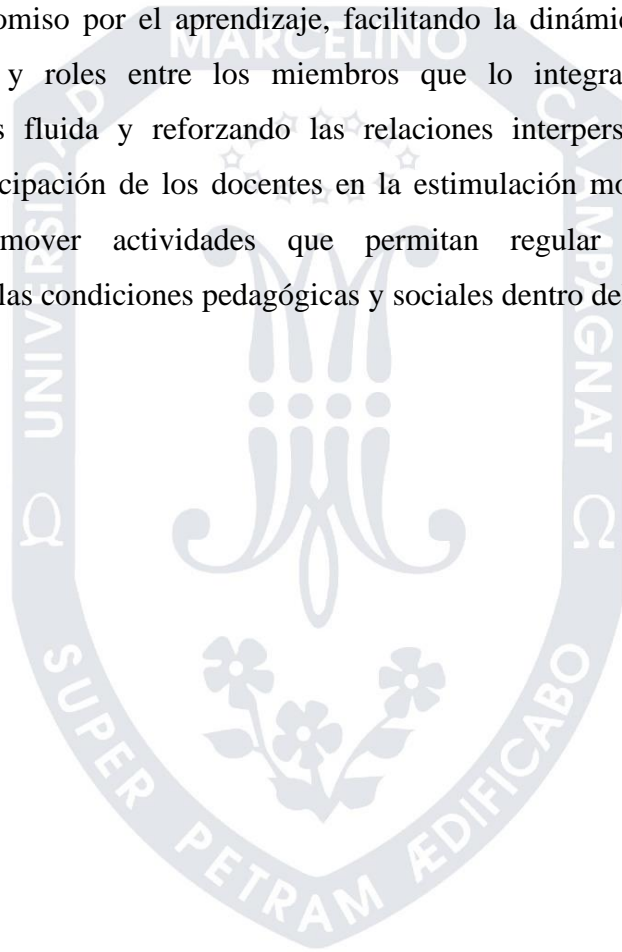 omiso por el aprendizaje, facilitando la dinámic
y roles entre los miembros que lo integra
s fluida y reforzando las relaciones interpers
cipación de los docentes en la estimulación mo
mover actividades que permitan regular
las condiciones pedagógicas y sociales dentro de
UNIVERSIDAD MARCELINO CHAMPAGNAT
Ω Ω
SUPER PETRAM ÆDIFICABO